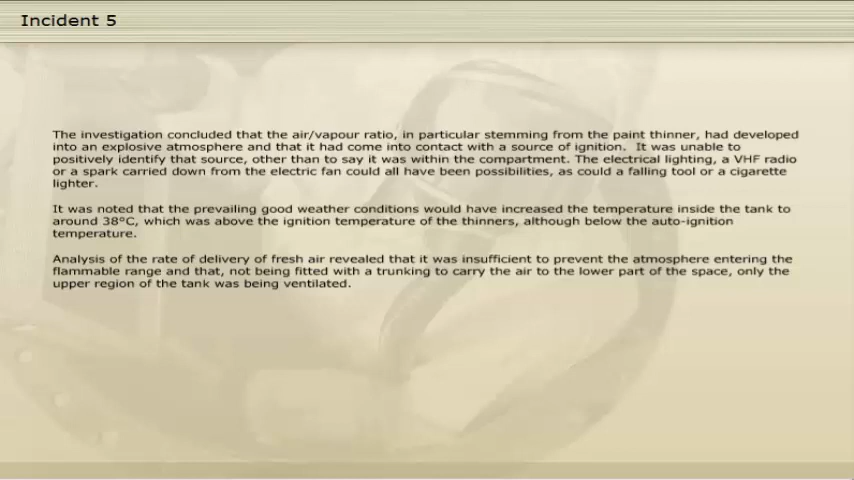 Incident 5
The investigation concluded that the air/vapour ratio, in particular stemming from the paint thinner, had developed
into an explosive atmosphere and that it had come into contact with a source of ignition.  It was unable to
positively identify that source, other than to say it was within the compartment. The electrical lighting, a VHF radio
or a spark carried down from the electric fan could all have been possibilities, as could a falling tool or a cigarette
lighter.
It was noted that the prevailing good weather conditions would have increased the temperature inside the tank to
around 38°C, which was above the ignition temperature of the thinners, although below the auto-ignition
temperature.
Analysis of the rate of delivery of fresh air revealed that it was insufficient to prevent the atmosphere entering the
flammable range and that, not being fitted with a trunking to carry the air to the lower part of the space, only the
upper region of the tank was being ventilated.